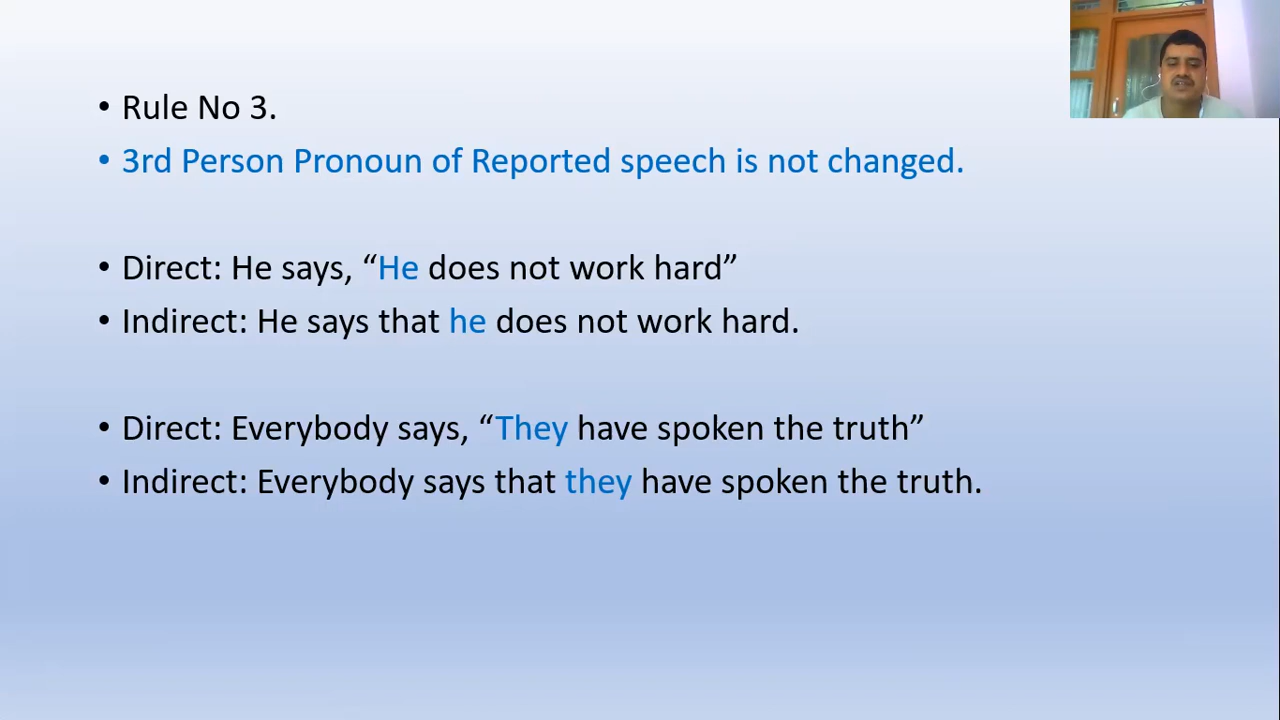 • Rule No 3.
• 3rd Person Pronoun of Reported speech is not changed.
• Direct: He says, “He does not work hard”
• Indirect: He says that he does not work hard.
• Direct: Everybody says, “They have spoken the truth”
• Indirect: Everybody says that they have spoken the truth.